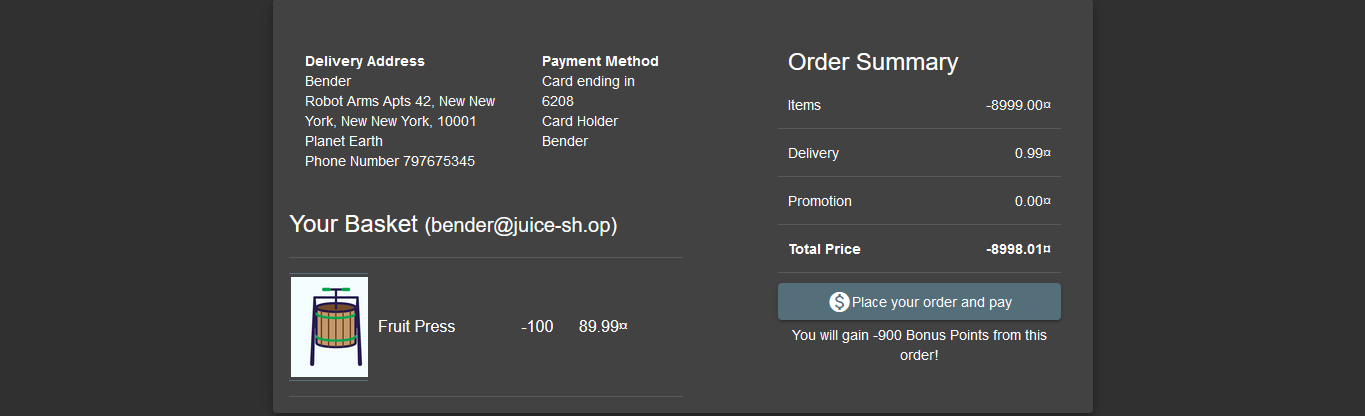 Delivery Address
Bender
Robot Arms Apts 42, New New
York, New New York, 10001
Planet Earth
Phone Number 797675345
Payment Method
Card ending in
6208
Card Holder
Bender
Your Basket (bender@juice-sh.op)
Fruit Press -100 89.99¤
Order Summary
Items -8999.00¤
Delivery 0.99¤
Promotion 0.00¤
Total Price -8998.01¤
$ Place your order and pay
You will gain -900 Bonus Points from this
order!